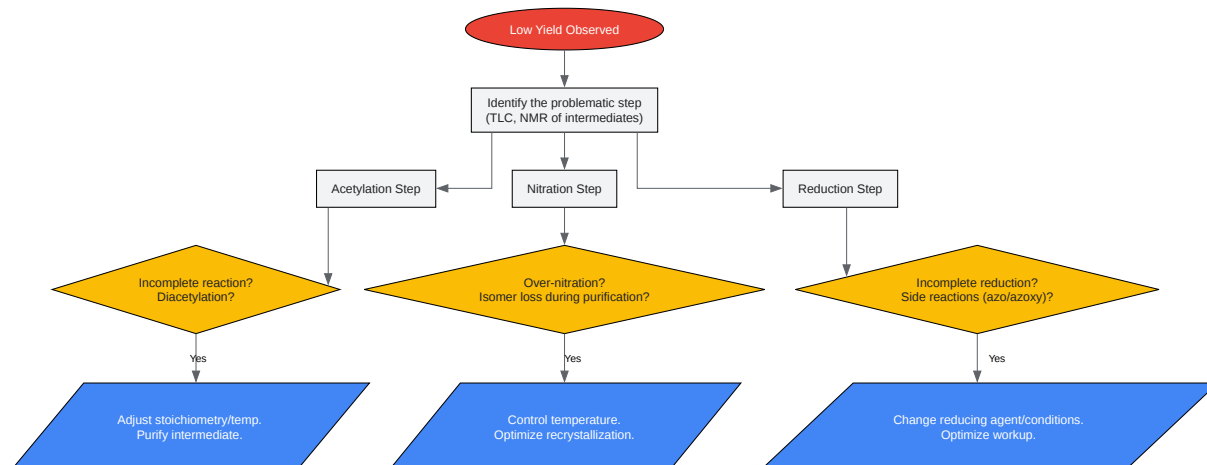 Low Yield Observed
Identify the problematic step
(TLC, NMR of intermediates)
Acetylation Step
Nitration Step
Reduction Step
Incomplete reaction?
Diacetylation?
Over-nitration?
Isomer loss during purification?
Incomplete reduction?
Side reactions (azo/azoxy)?
Yes
Yes
Yes
Adjust stoichiometry/temp.
Purify intermediate.
Control temperature.
Optimize recrystallization.
Change reducing agent/conditions.
Optimize workup.